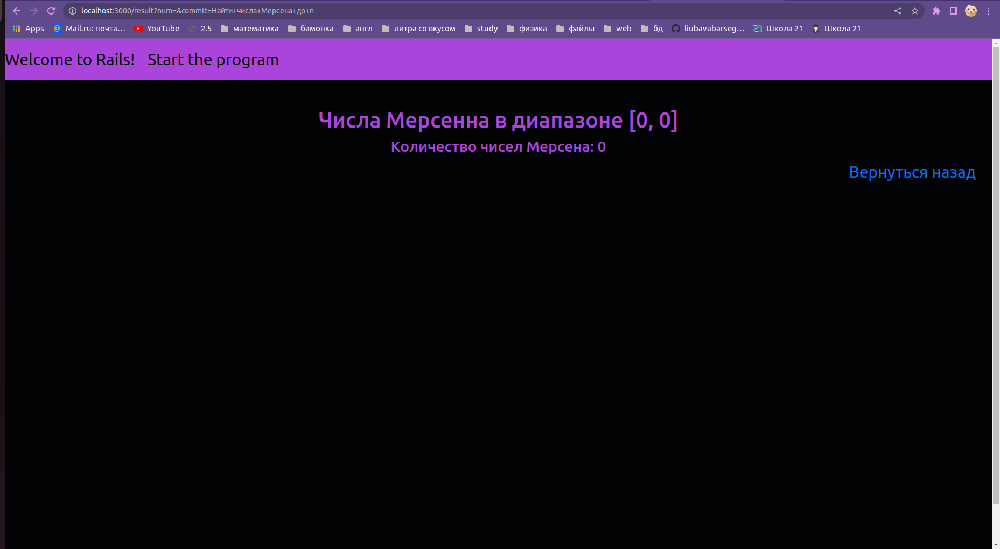 localhost:3000/result?num=&commit=Найти+числа+Мерсена+до+n
Apps Mail.ru: почта... YouTube 2.5 математика бамонка англ литра со вкусом study физика файлы web бд liubavabarseg... Школа 21 Школа 21
Welcome to Rails! Start the program
Числа Мерсенна в диапазоне [0, 0]
Количество чисел Мерсена: 0
Вернуться назад